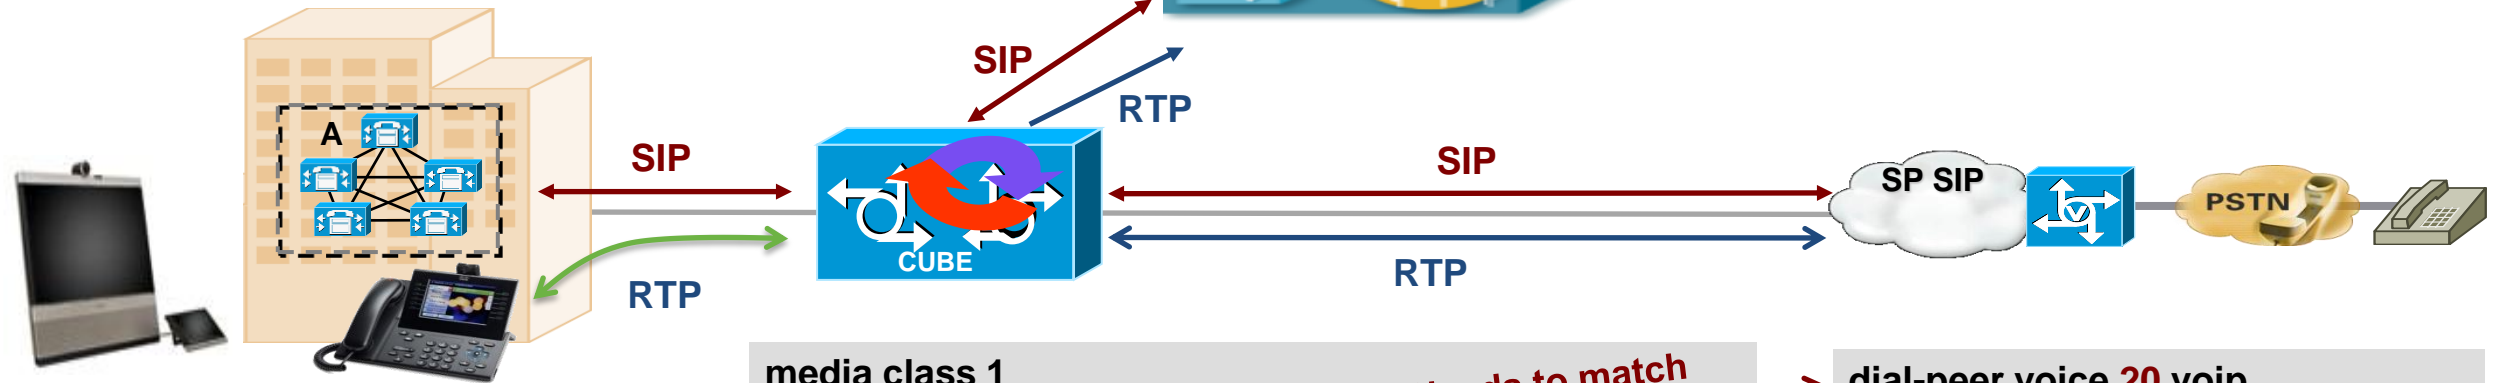 SIP
RTP
A
SIP
SIP
SP SIP
PSTN
CUBE
RTP
RTP
media class 1
to match
dial-peer voice 20 voip